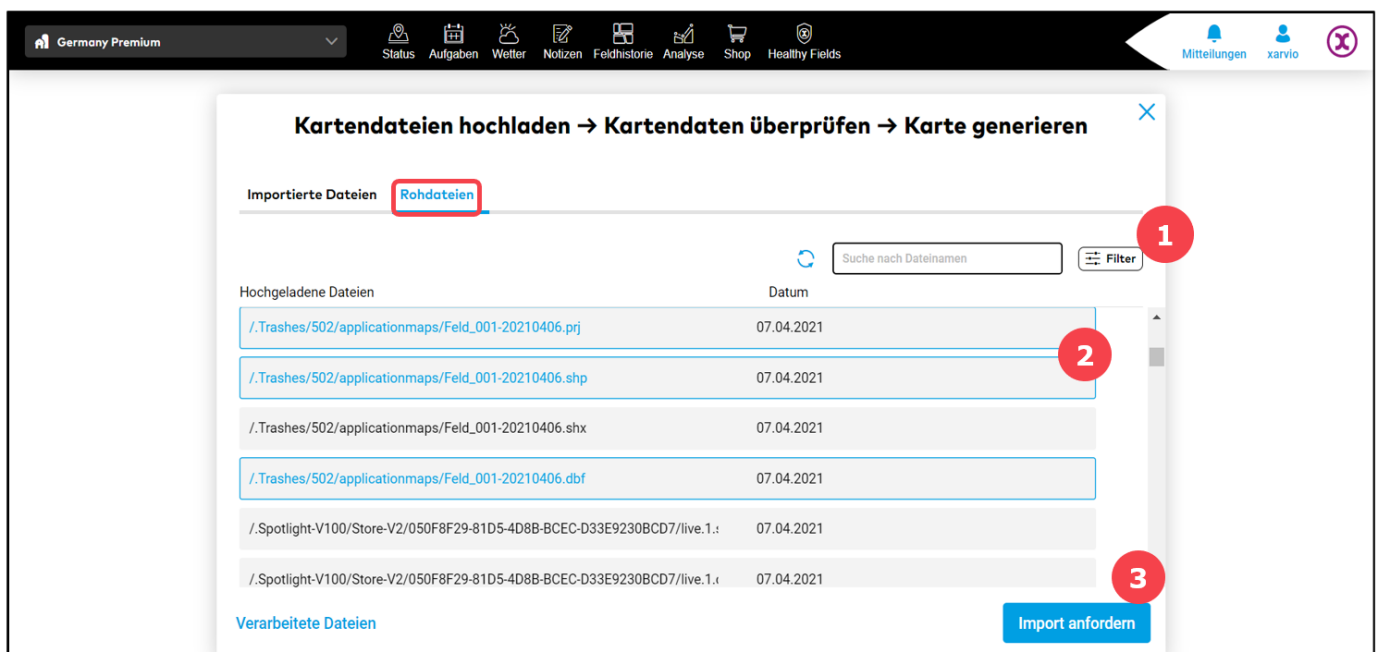 Germany Premium
Status Aufgaben Wetter Notizen Feldhistorie Analyse Shop Healthy Fields
Mitteilungen xarvio
Kartendateien hochladen → Kartendaten überprüfen → Karte generieren
Importierte Dateien Rohdateien
1
Suche nach Dateinamen Filter
Hochgeladene Dateien Datum
/.Trashes/502/applicationmaps/Feld_001-20210406.prj 07.04.2021
2
/.Trashes/502/applicationmaps/Feld_001-20210406.shp 07.04.2021
/.Trashes/502/applicationmaps/Feld_001-20210406.shx 07.04.2021
/.Trashes/502/applicationmaps/Feld_001-20210406.dbf 07.04.2021
/.Spotlight-V100/Store-V2/050F8F29-81D5-4D8B-BCEC-D33E9230BCD7/live.1. 07.04.2021
/.Spotlight-V100/Store-V2/050F8F29-81D5-4D8B-BCEC-D33E9230BCD7/live.1. 07.04.2021
3
Verarbeitete Dateien Import anfordern